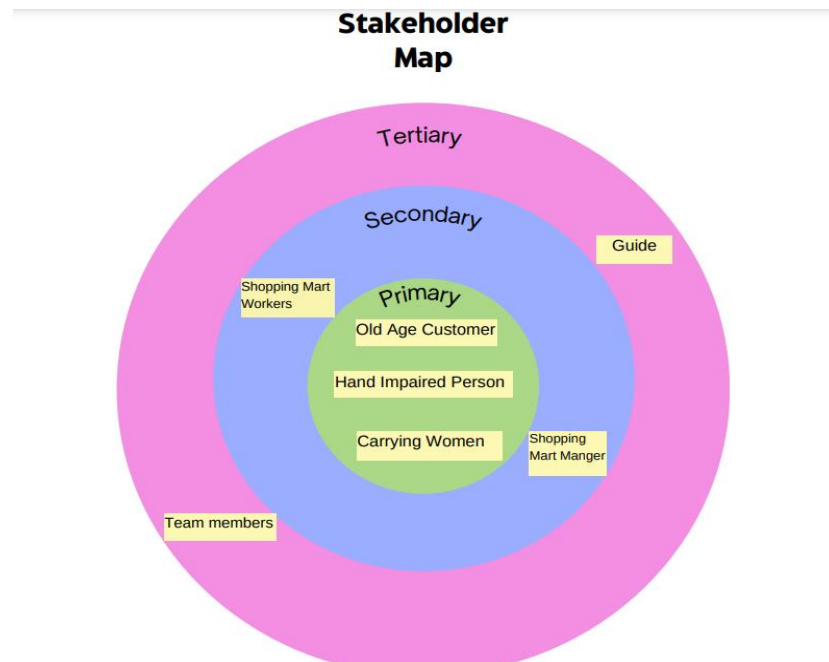 Stakeholder
Map
Tertiary
Secondary
Guide
Shopping Mart
Workers
Primary
Old Age Customer
Hand Impaired Person
Carrying Women
Shopping
Mart Manger
Team members